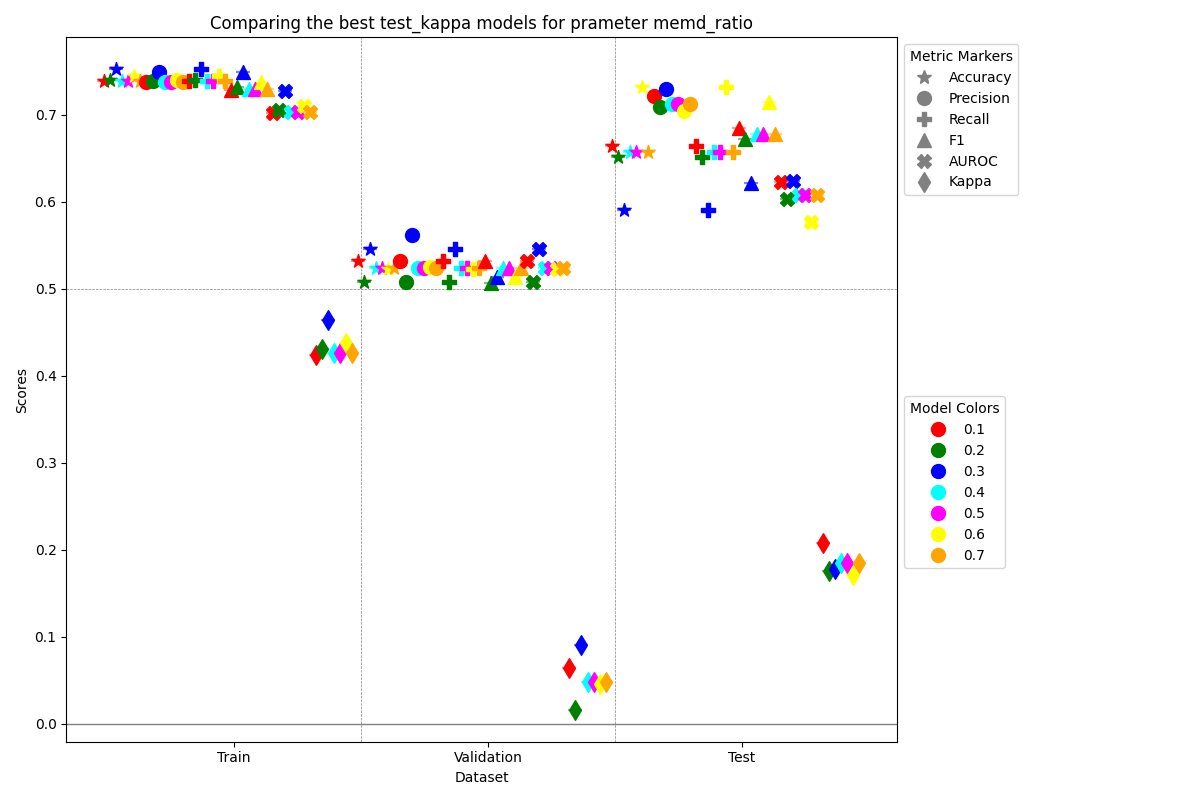 Comparing the best test_kappa models for prameter memd_ratio
Metric Markers
Accuracy
Precision
Recall
F1
AUROC
Kappa
Model Colors
0.1
0.2
0.3
0.4
0.5
0.6
0.7
Scores
0.7
0.6
0.5
0.4
0.3
0.2
0.1
0.0
Train
Validation
Test
Dataset